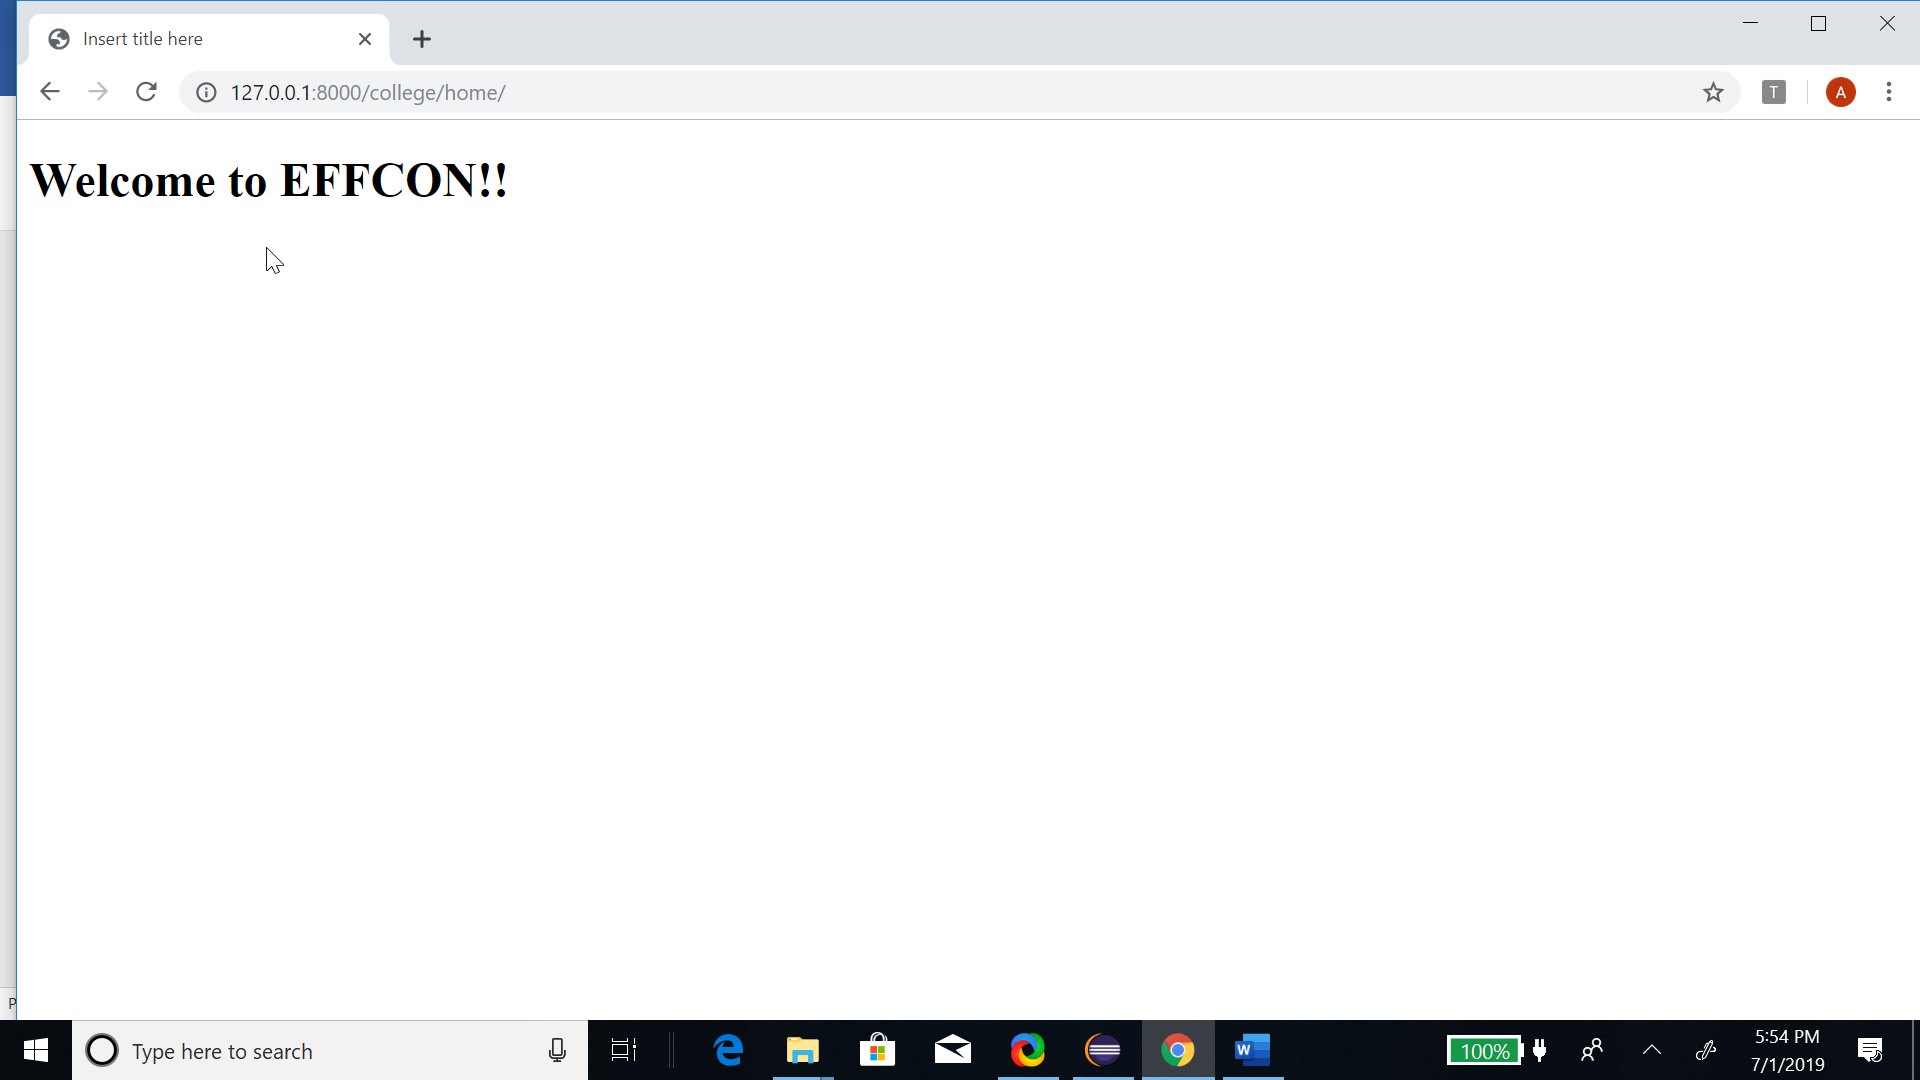 Insert title here
127.0.0.1:8000/college/home/
T
A
Welcome to EFFCON!!
P
Type here to search
W
100%
5:54 PM
7/1/2019